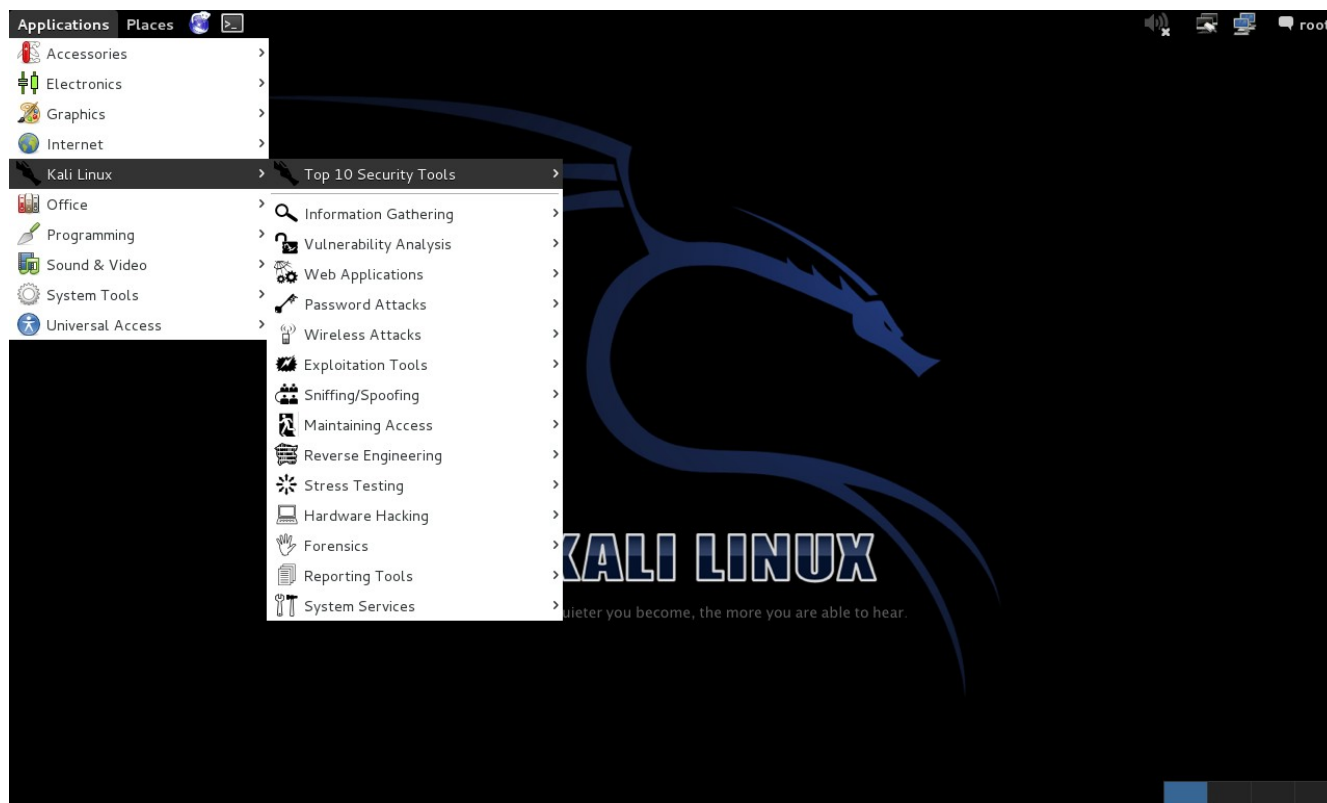 Applications Places root
Accessories
Electronics
Graphics
Internet
Kali Linux
Office
Programming
Sound & Video
System Tools
Universal Access
Top 10 Security Tools
Information Gathering
Vulnerability Analysis
Web Applications
Password Attacks
Wireless Attacks
Exploitation Tools
Sniffing/Spoofing
Maintaining Access
Reverse Engineering
Stress Testing
Hardware Hacking
Forensics
Reporting Tools
System Services
KALI LINUX
uieter you become, the more you are able to hear.